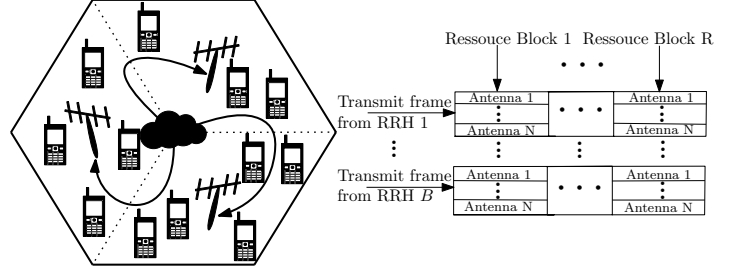 Ressouce Block 1 Ressouce Block R
Transmit frame
from RRH 1
Antenna 1
Antenna N
Antenna 1
Antenna N
Transmit frame
from RRH B
Antenna 1
Antenna N
Antenna 1
Antenna N